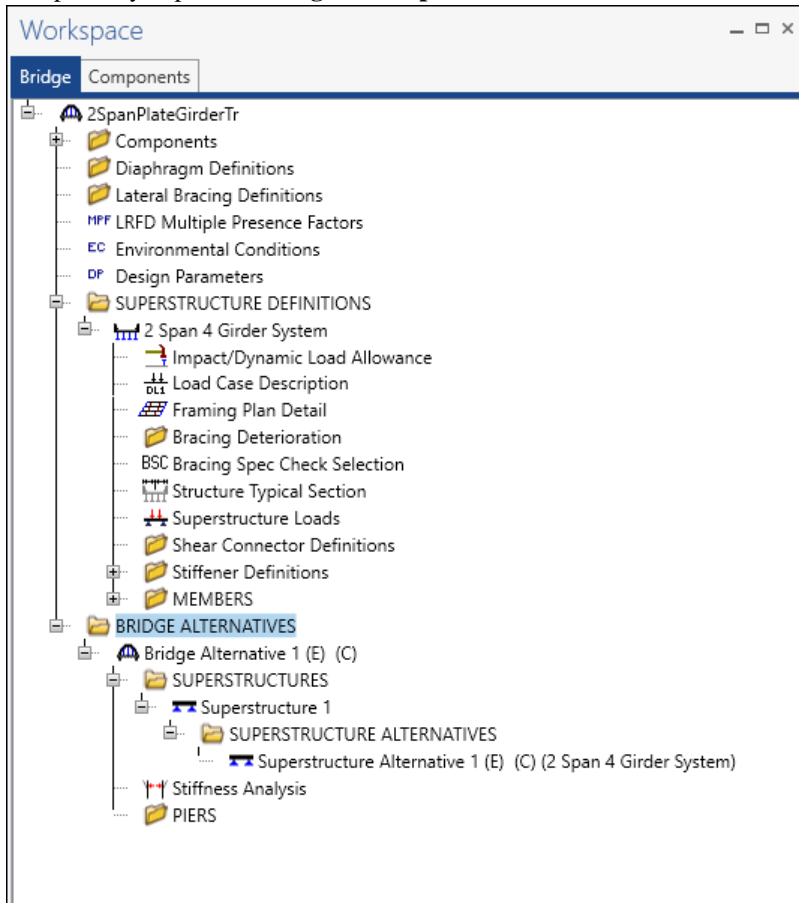 Workspace
Bridge Components
2SpanPlateGirderTr
Components
Diaphragm Definitions
Lateral Bracing Definitions
MPF LRFD Multiple Presence Factors
EC Environmental Conditions
DP Design Parameters
SUPERSTRUCTURE DEFINITIONS
2 Span 4 Girder System
Impact/Dynamic Load Allowance
DL1 Load Case Description
Framing Plan Detail
Bracing Deterioration
BSC Bracing Spec Check Selection
Structure Typical Section
Superstructure Loads
Shear Connector Definitions
Stiffener Definitions
MEMBERS
BRIDGE ALTERNATIVES
Bridge Alternative 1 (E) (C)
SUPERSTRUCTURES
Superstructure 1
SUPERSTRUCTURE ALTERNATIVES
Superstructure Alternative 1 (E) (C) (2 Span 4 Girder System)
Stiffness Analysis
PIERS